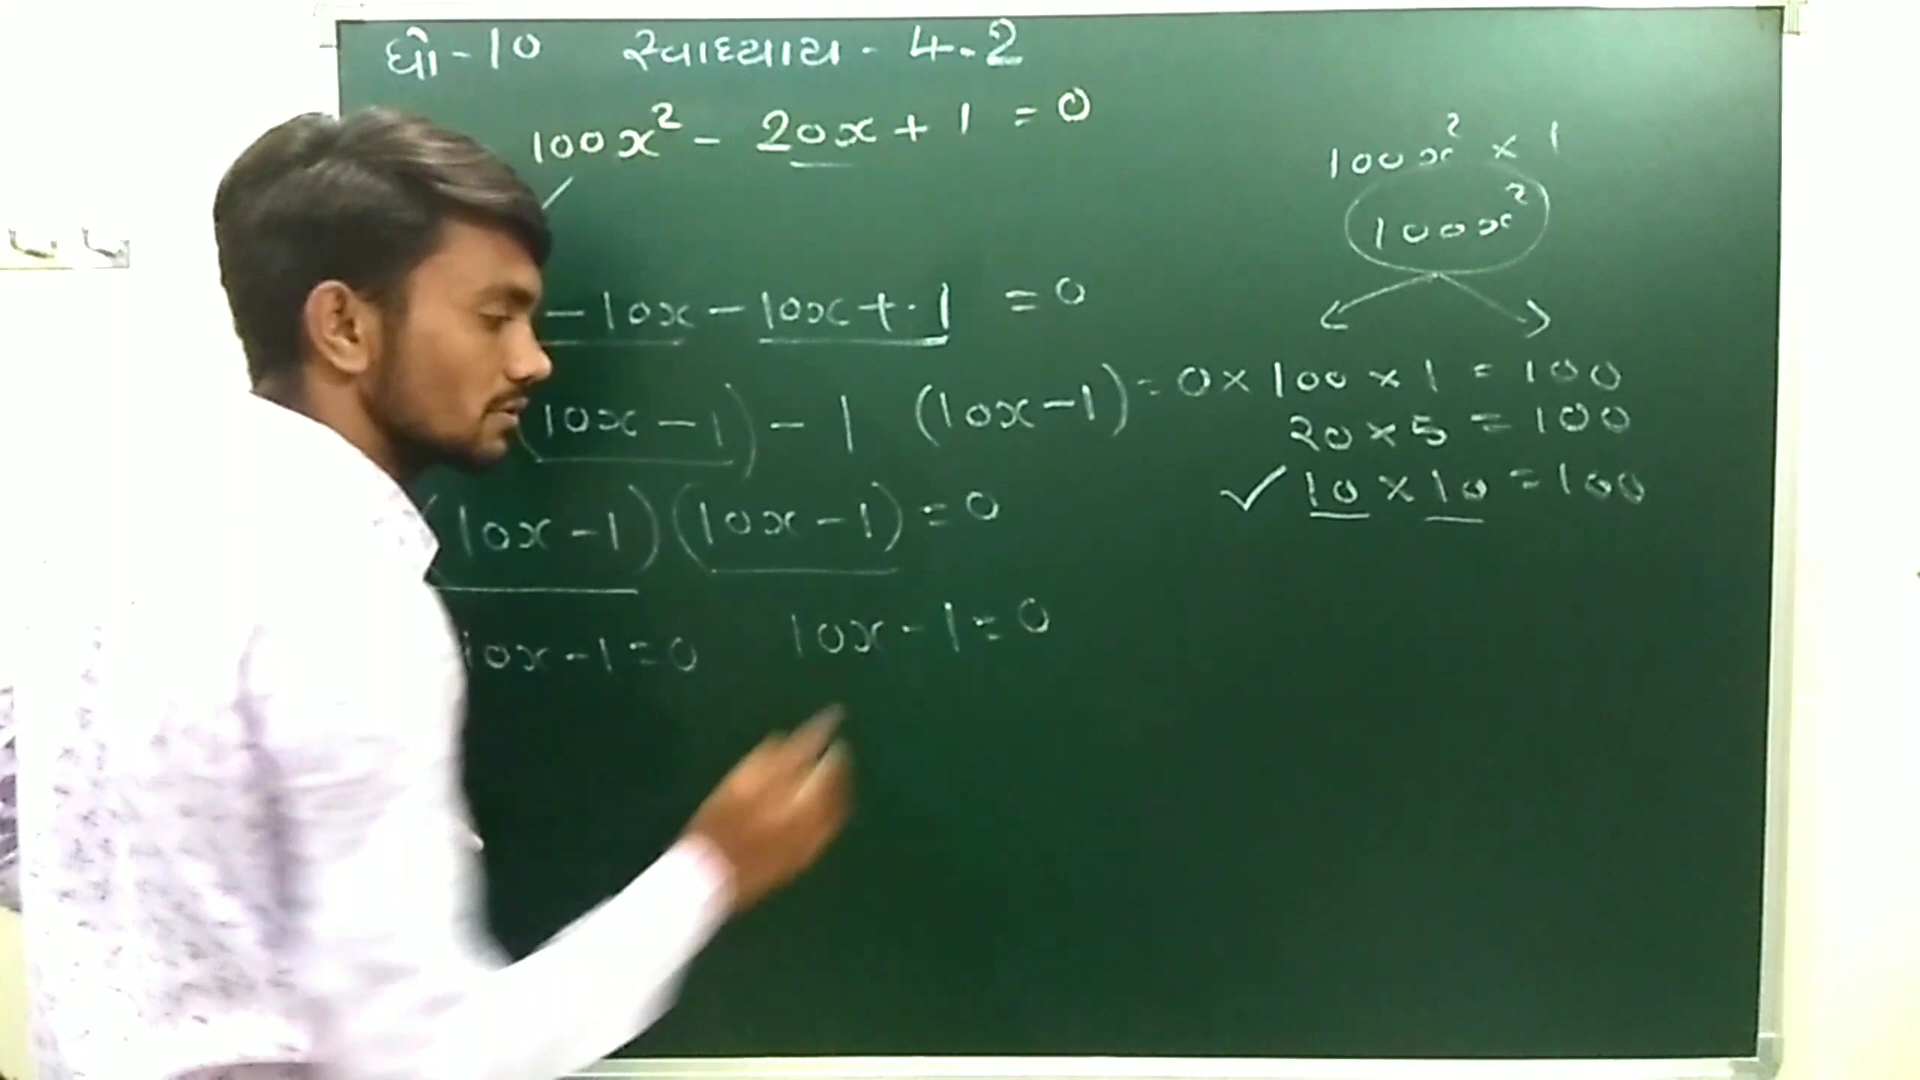 ધો-10 સ્વાધ્યાય - 4.2
100x² - 20x + 1 = 0
- 10x - 10x + 1 = 0
(10x - 1) - 1 (10x - 1) = 0
(10x - 1)(10x - 1) = 0
10x - 1 = 0 10x - 1 = 0
100x² × 1
100x²
× 100 × 1 = 100
20 × 5 = 100
✓ 10 × 10 = 100